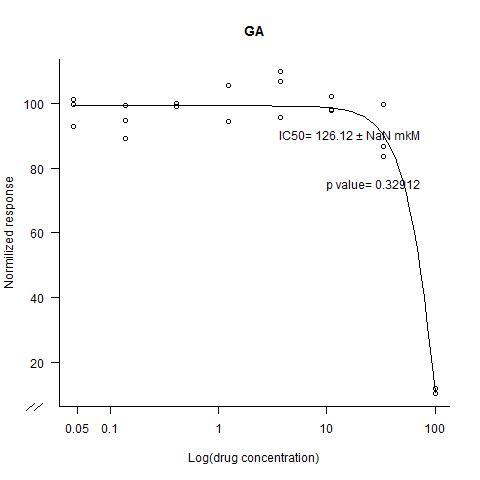 GA
100
80
60
40
20
Normilized response
IC50= 126.12 ± NaN mkM
p value= 0.32912
0.05 0.1 1 10 100
Log(drug concentration)